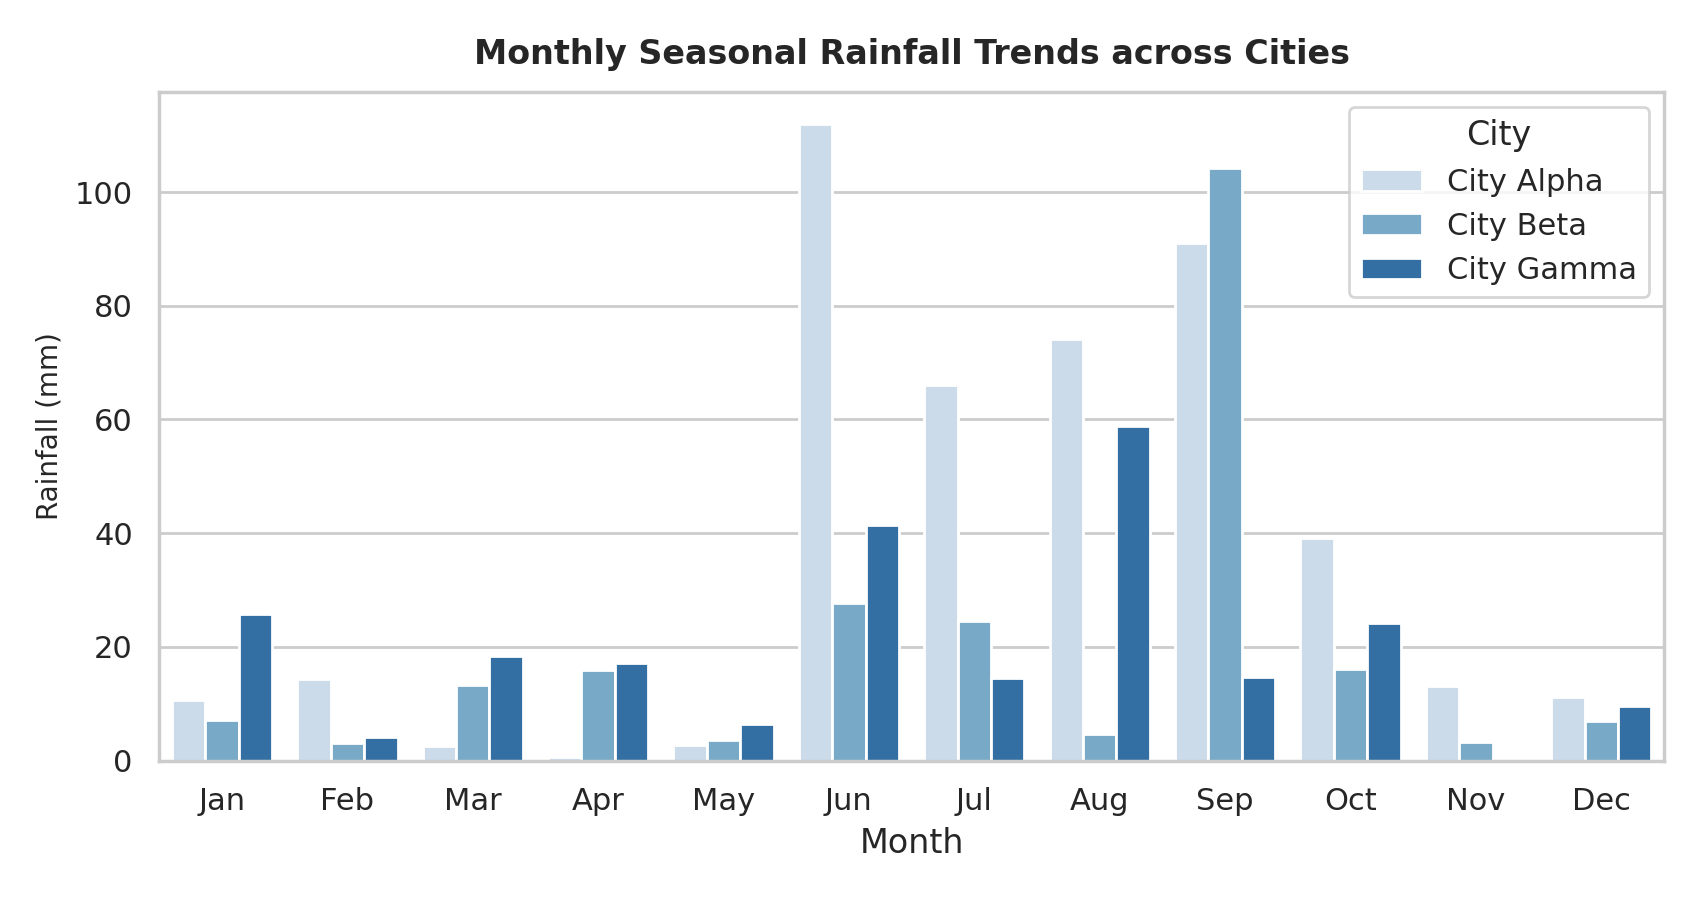 Monthly Seasonal Rainfall Trends across Cities
City
City Alpha
City Beta
City Gamma
Rainfall (mm)
100
80
60
40
20
0
Jan Feb Mar Apr May Jun Jul Aug Sep Oct Nov Dec
Month